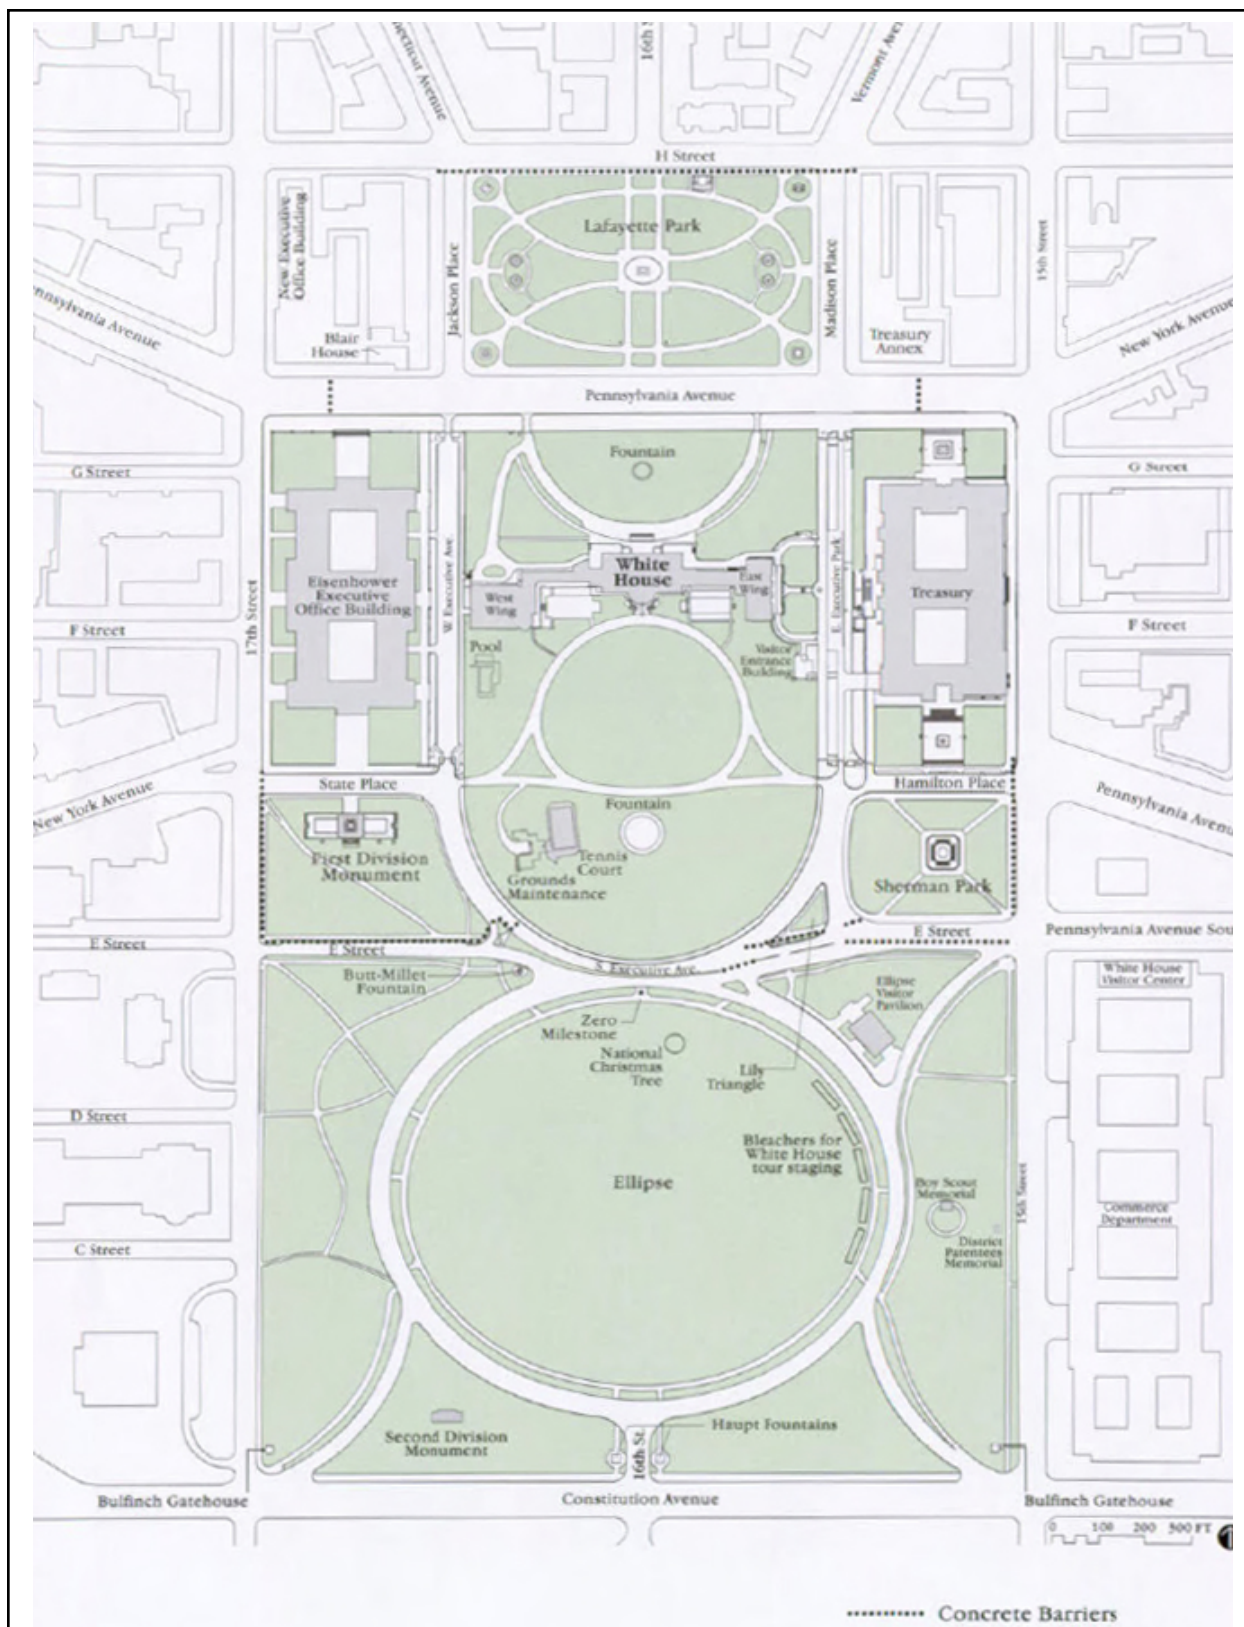 necticut Avenue
16th S
Vermont Aven
H Street
New Executive
Office Building
Lafayette Park
Jackson Place
Madison Place
15th Street
Pennsylvania Avenue
New York Avenue
Blair
House
Treasury
Annex
Pennsylvania Avenue
Fountain
G Street
G Street
17th Street
Eisenhower
Executive
Office Building
W. Executive Ave.
White
House
West
Wing
East
Wing
E. Executive Park
Treasury
F Street
F Street
Pool
Visitor
Entrance
Building
State Place
Hamilton Place
New York Avenue
Fountain
Pennsylvania Avenu
First Division
Monument
Tennis
Court
Grounds
Maintenance
Sherman Park
E Street
E Street
E Street
Pennsylvania Avenue Sou
S. Executive Ave.
Butt-Millet
Fountain
Ellipse
Visitor
Pavilion
White House
Visitor Center
Zero
Milestone
National
Christmas
Tree
Lily
Triangle
D Street
Bleachers for
White House
tour staging
Ellipse
Boy Scout
Memorial
15th Street
Commerce
Department
District
Patentees
Memorial
C Street
Second Division
Monument
16th St.
Haupt Fountains
Bulfinch Gatehouse
Constitution Avenue
Bulfinch Gatehouse
0 100 200 500 FT
Concrete Barriers